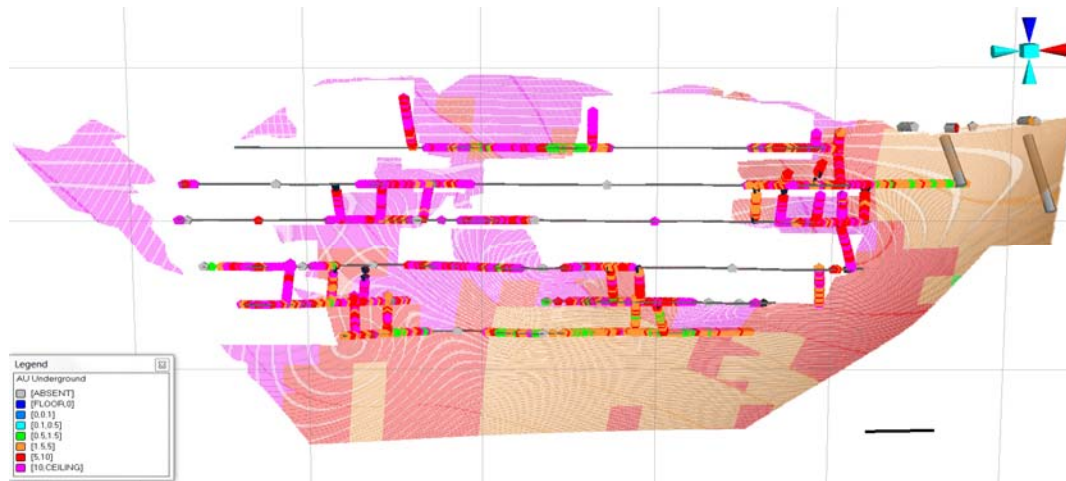 Legend
AU Underground
[ABSENT]
[FLOOR,0]
[0,0.1]
[0.1,0.5]
[0.5,1.5]
[1.5,5]
[5,10]
[10,CEILING]